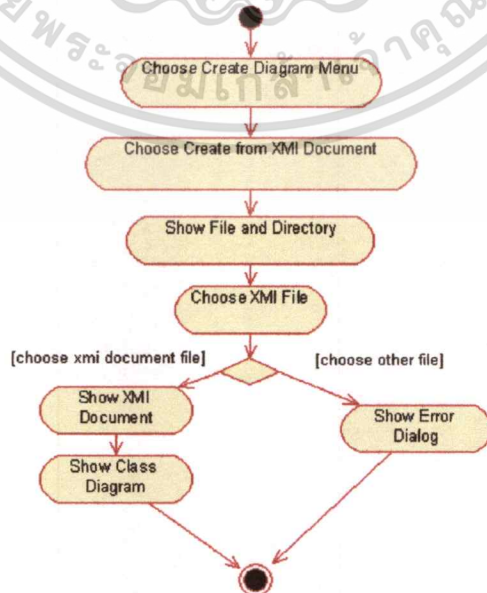 Choose Create Diagram Menu
Choose Create from XMI Document
Show File and Directory
Choose XMI File
[choose xmi document file]
[choose other file]
Show XMI
Document
Show Error
Dialog
Show Class
Diagram